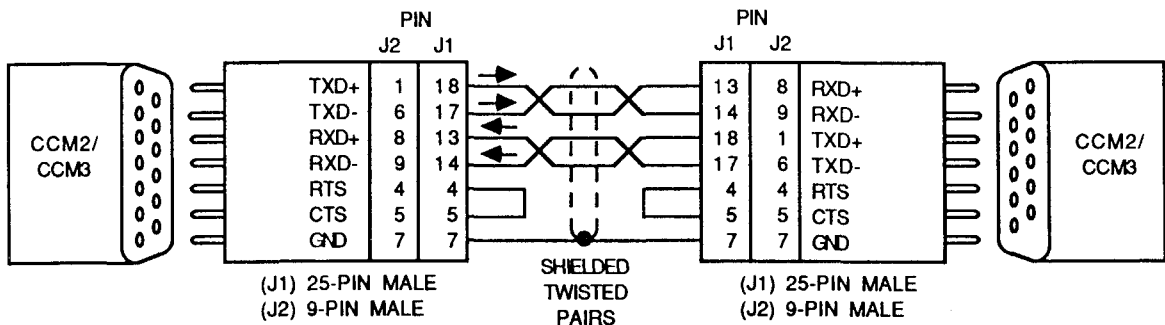 PIN PIN
J2 J1 J1 J2
TXD+ 1 18 13 8 RXD+
TXD- 6 17 14 9 RXD-
CCM2/ CCM3 RXD+ 8 13 18 1 TXD+ CCM2/ CCM3
RXD- 9 14 17 6 TXD-
RTS 4 4 4 4 RTS
CTS 5 5 5 5 CTS
GND 7 7 7 7 GND
(J1) 25-PIN MALE
(J2) 9-PIN MALE
SHIELDED
TWISTED
PAIRS
(J1) 25-PIN MALE
(J2) 9-PIN MALE